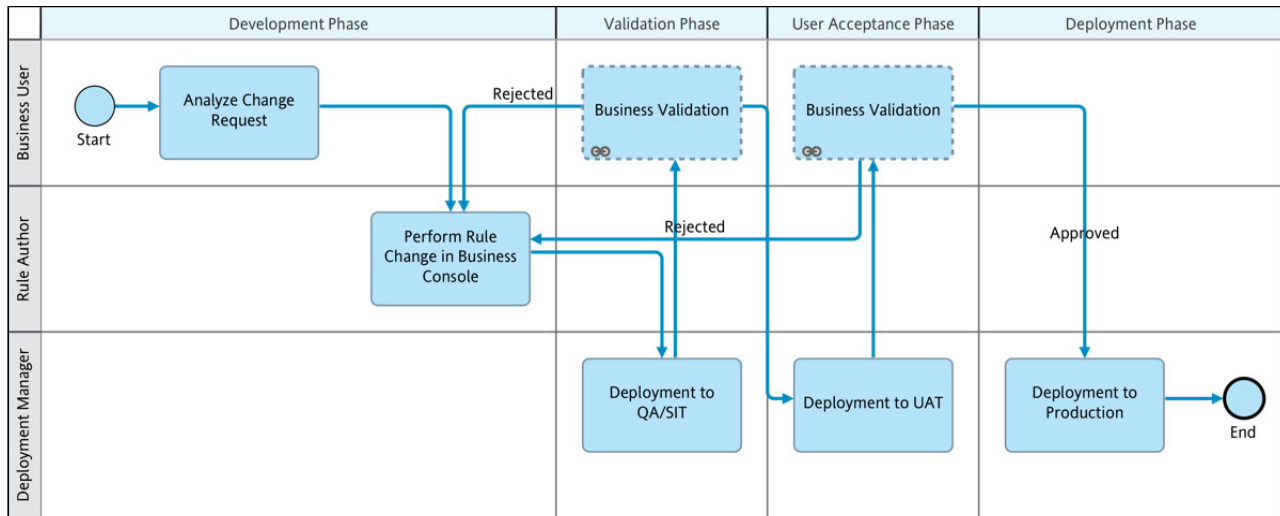 Development Phase
Validation Phase
User Acceptance Phase
Deployment Phase
Business User
Start
Analyze Change
Request
Rejected
Business Validation
Business Validation
Rule Author
Perform Rule
Change in Business
Console
Rejected
Approved
Deployment Manager
Deployment to
QA/SIT
Deployment to UAT
Deployment to
Production
End